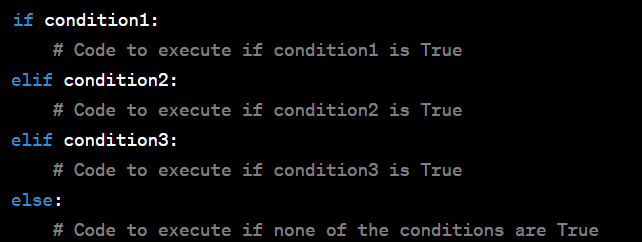 if condition1:
    # Code to execute if condition1 is True
elif condition2:
    # Code to execute if condition2 is True
elif condition3:
    # Code to execute if condition3 is True
else:
    # Code to execute if none of the conditions are True